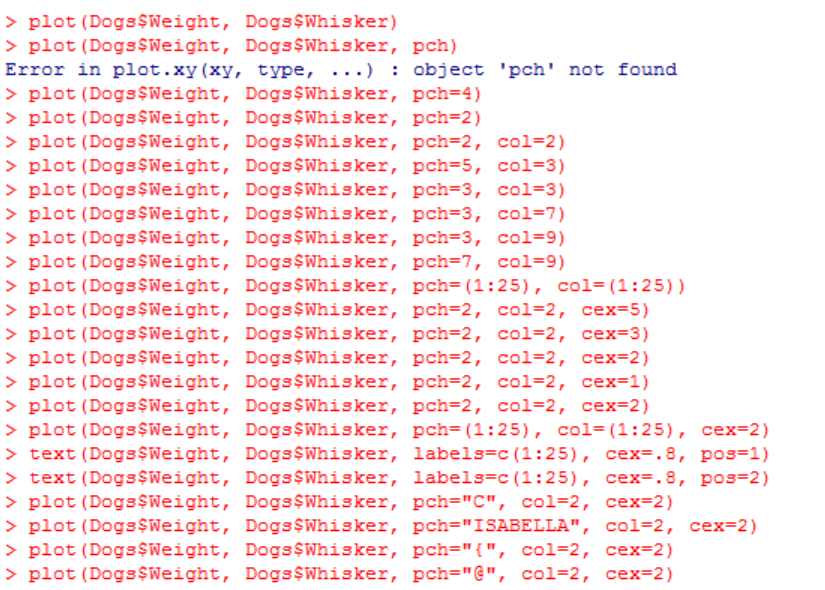 > plot(Dogs$Weight, Dogs$Whisker)
> plot(Dogs$Weight, Dogs$Whisker, pch)
Error in plot.xy(xy, type, ...) : object 'pch' not found
> plot(Dogs$Weight, Dogs$Whisker, pch=4)
> plot(Dogs$Weight, Dogs$Whisker, pch=2)
> plot(Dogs$Weight, Dogs$Whisker, pch=2, col=2)
> plot(Dogs$Weight, Dogs$Whisker, pch=5, col=3)
> plot(Dogs$Weight, Dogs$Whisker, pch=3, col=3)
> plot(Dogs$Weight, Dogs$Whisker, pch=3, col=7)
> plot(Dogs$Weight, Dogs$Whisker, pch=3, col=9)
> plot(Dogs$Weight, Dogs$Whisker, pch=7, col=9)
> plot(Dogs$Weight, Dogs$Whisker, pch=(1:25), col=(1:25))
> plot(Dogs$Weight, Dogs$Whisker, pch=2, col=2, cex=5)
> plot(Dogs$Weight, Dogs$Whisker, pch=2, col=2, cex=3)
> plot(Dogs$Weight, Dogs$Whisker, pch=2, col=2, cex=2)
> plot(Dogs$Weight, Dogs$Whisker, pch=2, col=2, cex=1)
> plot(Dogs$Weight, Dogs$Whisker, pch=2, col=2, cex=2)
> plot(Dogs$Weight, Dogs$Whisker, pch=(1:25), col=(1:25), cex=2)
> text(Dogs$Weight, Dogs$Whisker, labels=c(1:25), cex=.8, pos=1)
> text(Dogs$Weight, Dogs$Whisker, labels=c(1:25), cex=.8, pos=2)
> plot(Dogs$Weight, Dogs$Whisker, pch="C", col=2, cex=2)
> plot(Dogs$Weight, Dogs$Whisker, pch="ISABELLA", col=2, cex=2)
> plot(Dogs$Weight, Dogs$Whisker, pch="{", col=2, cex=2)
> plot(Dogs$Weight, Dogs$Whisker, pch="@", col=2, cex=2)